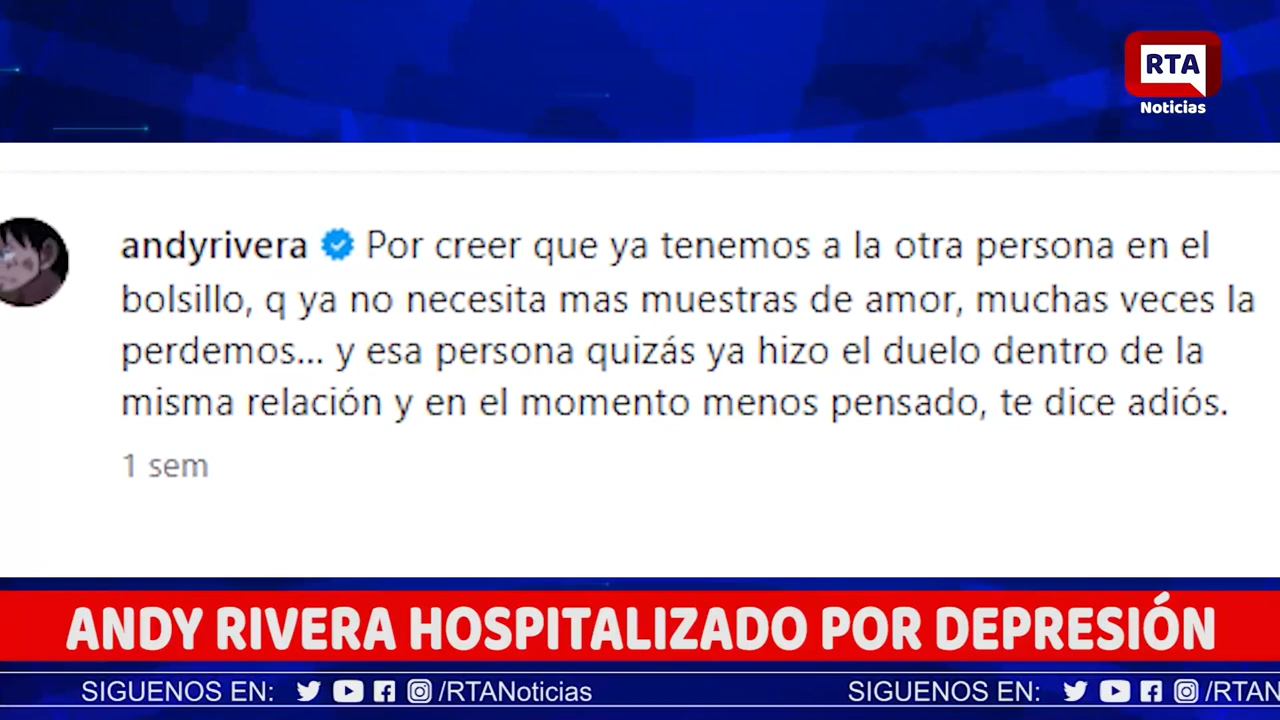 RTA
Noticias
andyrivera Por creer que ya tenemos a la otra persona en el
bolsillo, q ya no necesita mas muestras de amor, muchas veces la
perdemos... y esa persona quizás ya hizo el duelo dentro de la
misma relación y en el momento menos pensado, te dice adiós.
1 sem
ANDY RIVERA HOSPITALIZADO POR DEPRESIÓN
SIGUENOS EN: /RTANoticias SIGUENOS EN: /RTAN